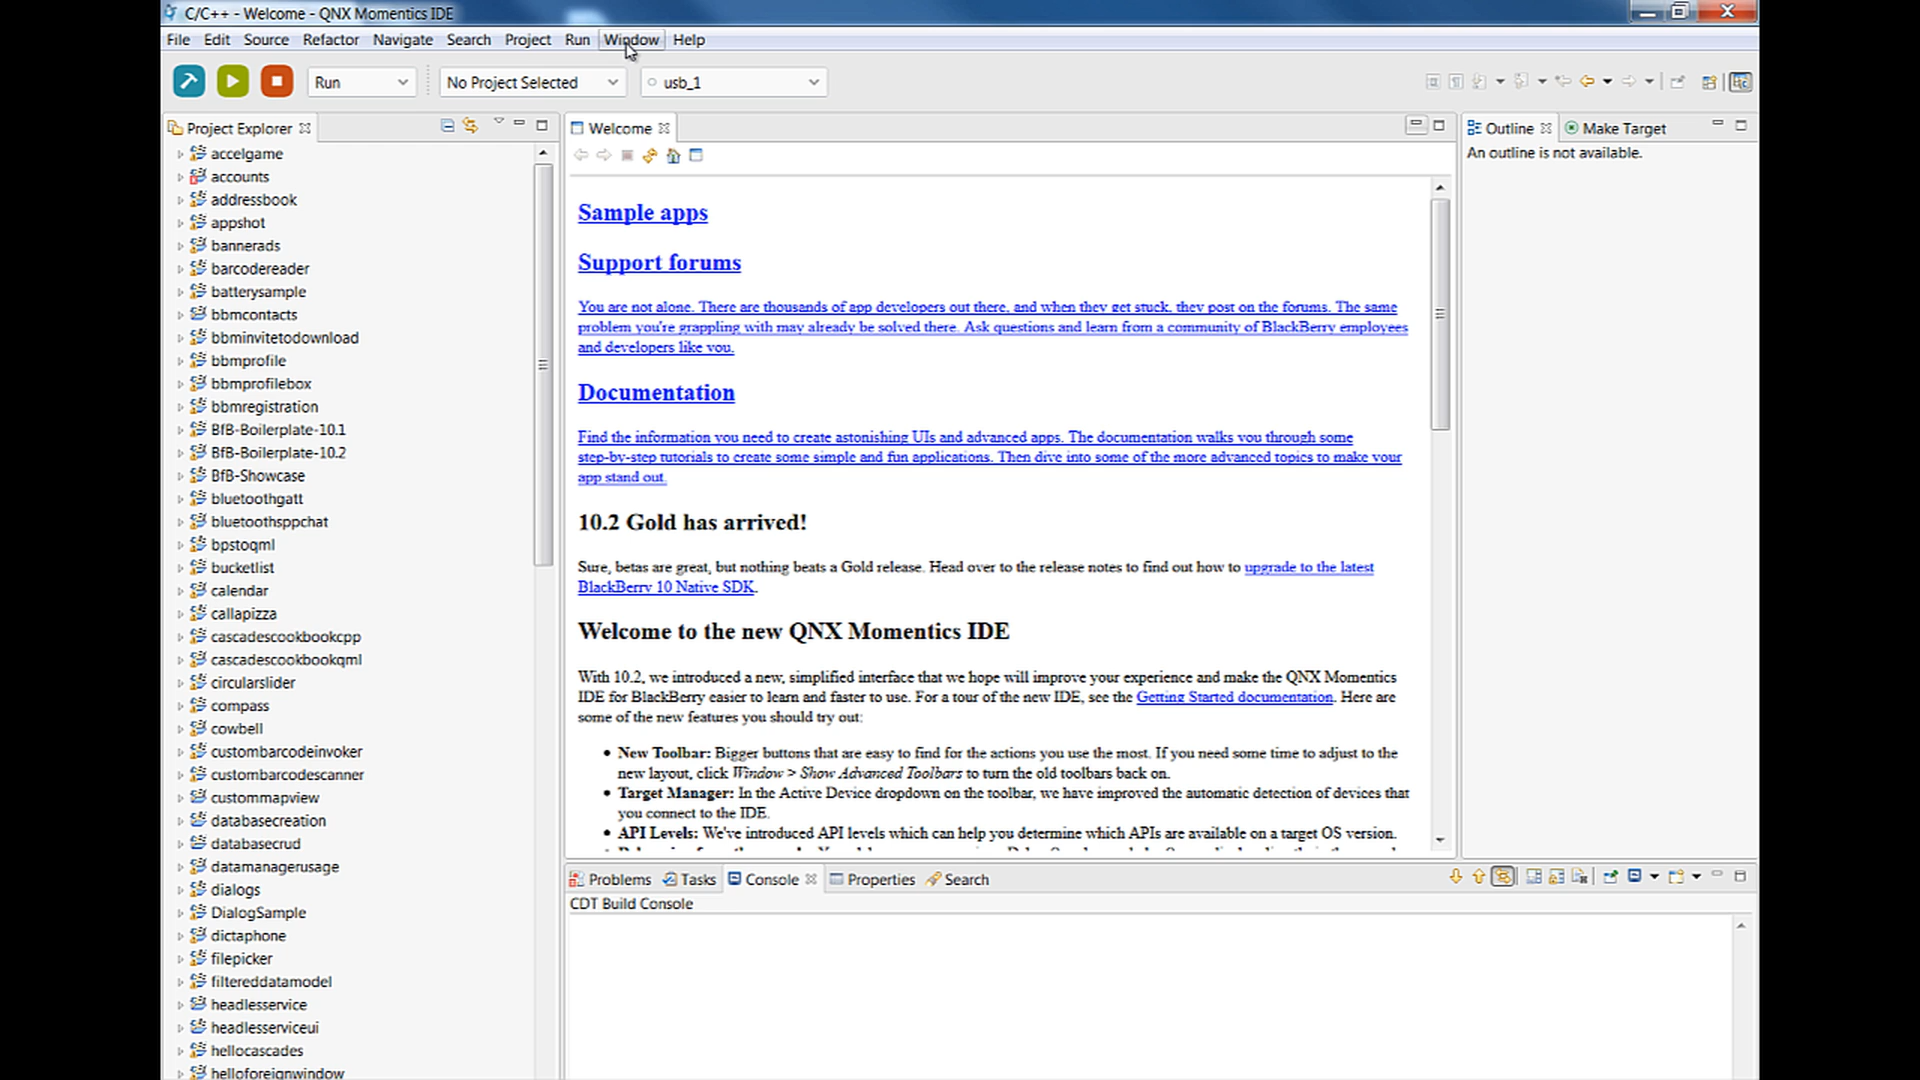 C/C++ - Welcome - QNX Momentics IDE
File Edit Source Refactor Navigate Search Project Run Window Help
Run No Project Selected usb_1
Project Explorer
accelgame
accounts
addressbook
appshot
bannerads
barcodereader
batterysample
bbmcontacts
bbminvitetodownload
bbmprofile
bbmprofilebox
bbmregistration
BfB-Boilerplate-10.1
BfB-Boilerplate-10.2
BfB-Showcase
bluetoothgatt
bluetoothsppchat
bpstoqml
bucketlist
calendar
callapizza
cascadescookbookcpp
cascadescookbookqml
circularslider
compass
cowbell
custombarcodeinvoker
custombarcodescanner
custommapview
databasecreation
databasecrud
datamanagerusage
dialogs
DialogSample
dictaphone
filepicker
filtereddatamodel
headlesservice
headlesserviceui
hellocascades
helloforeignwindow
Welcome
Sample apps
Support forums
You are not alone. There are thousands of app developers out there, and when they get stuck, they post on the forums. The same
problem you're grappling with may already be solved there. Ask questions and learn from a community of BlackBerry employees
and developers like you.
Documentation
Find the information you need to create astonishing UIs and advanced apps. The documentation walks you through some
step-by-step tutorials to create some simple and fun applications. Then dive into some of the more advanced topics to make your
app stand out.
10.2 Gold has arrived!
Sure, betas are great, but nothing beats a Gold release. Head over to the release notes to find out how to upgrade to the latest
BlackBerry 10 Native SDK.
Welcome to the new QNX Momentics IDE
With 10.2, we introduced a new, simplified interface that we hope will improve your experience and make the QNX Momentics
IDE for BlackBerry easier to learn and faster to use. For a tour of the new IDE, see the Getting Started documentation. Here are
some of the new features you should try out:
• New Toolbar: Bigger buttons that are easy to find for the actions you use the most. If you need some time to adjust to the
new layout, click Window > Show Advanced Toolbars to turn the old toolbars back on.
• Target Manager: In the Active Device dropdown on the toolbar, we have improved the automatic detection of devices that
you connect to the IDE.
• API Levels: We've introduced API levels which can help you determine which APIs are available on a target OS version.
Outline Make Target
An outline is not available.
Problems Tasks Console Properties Search
CDT Build Console